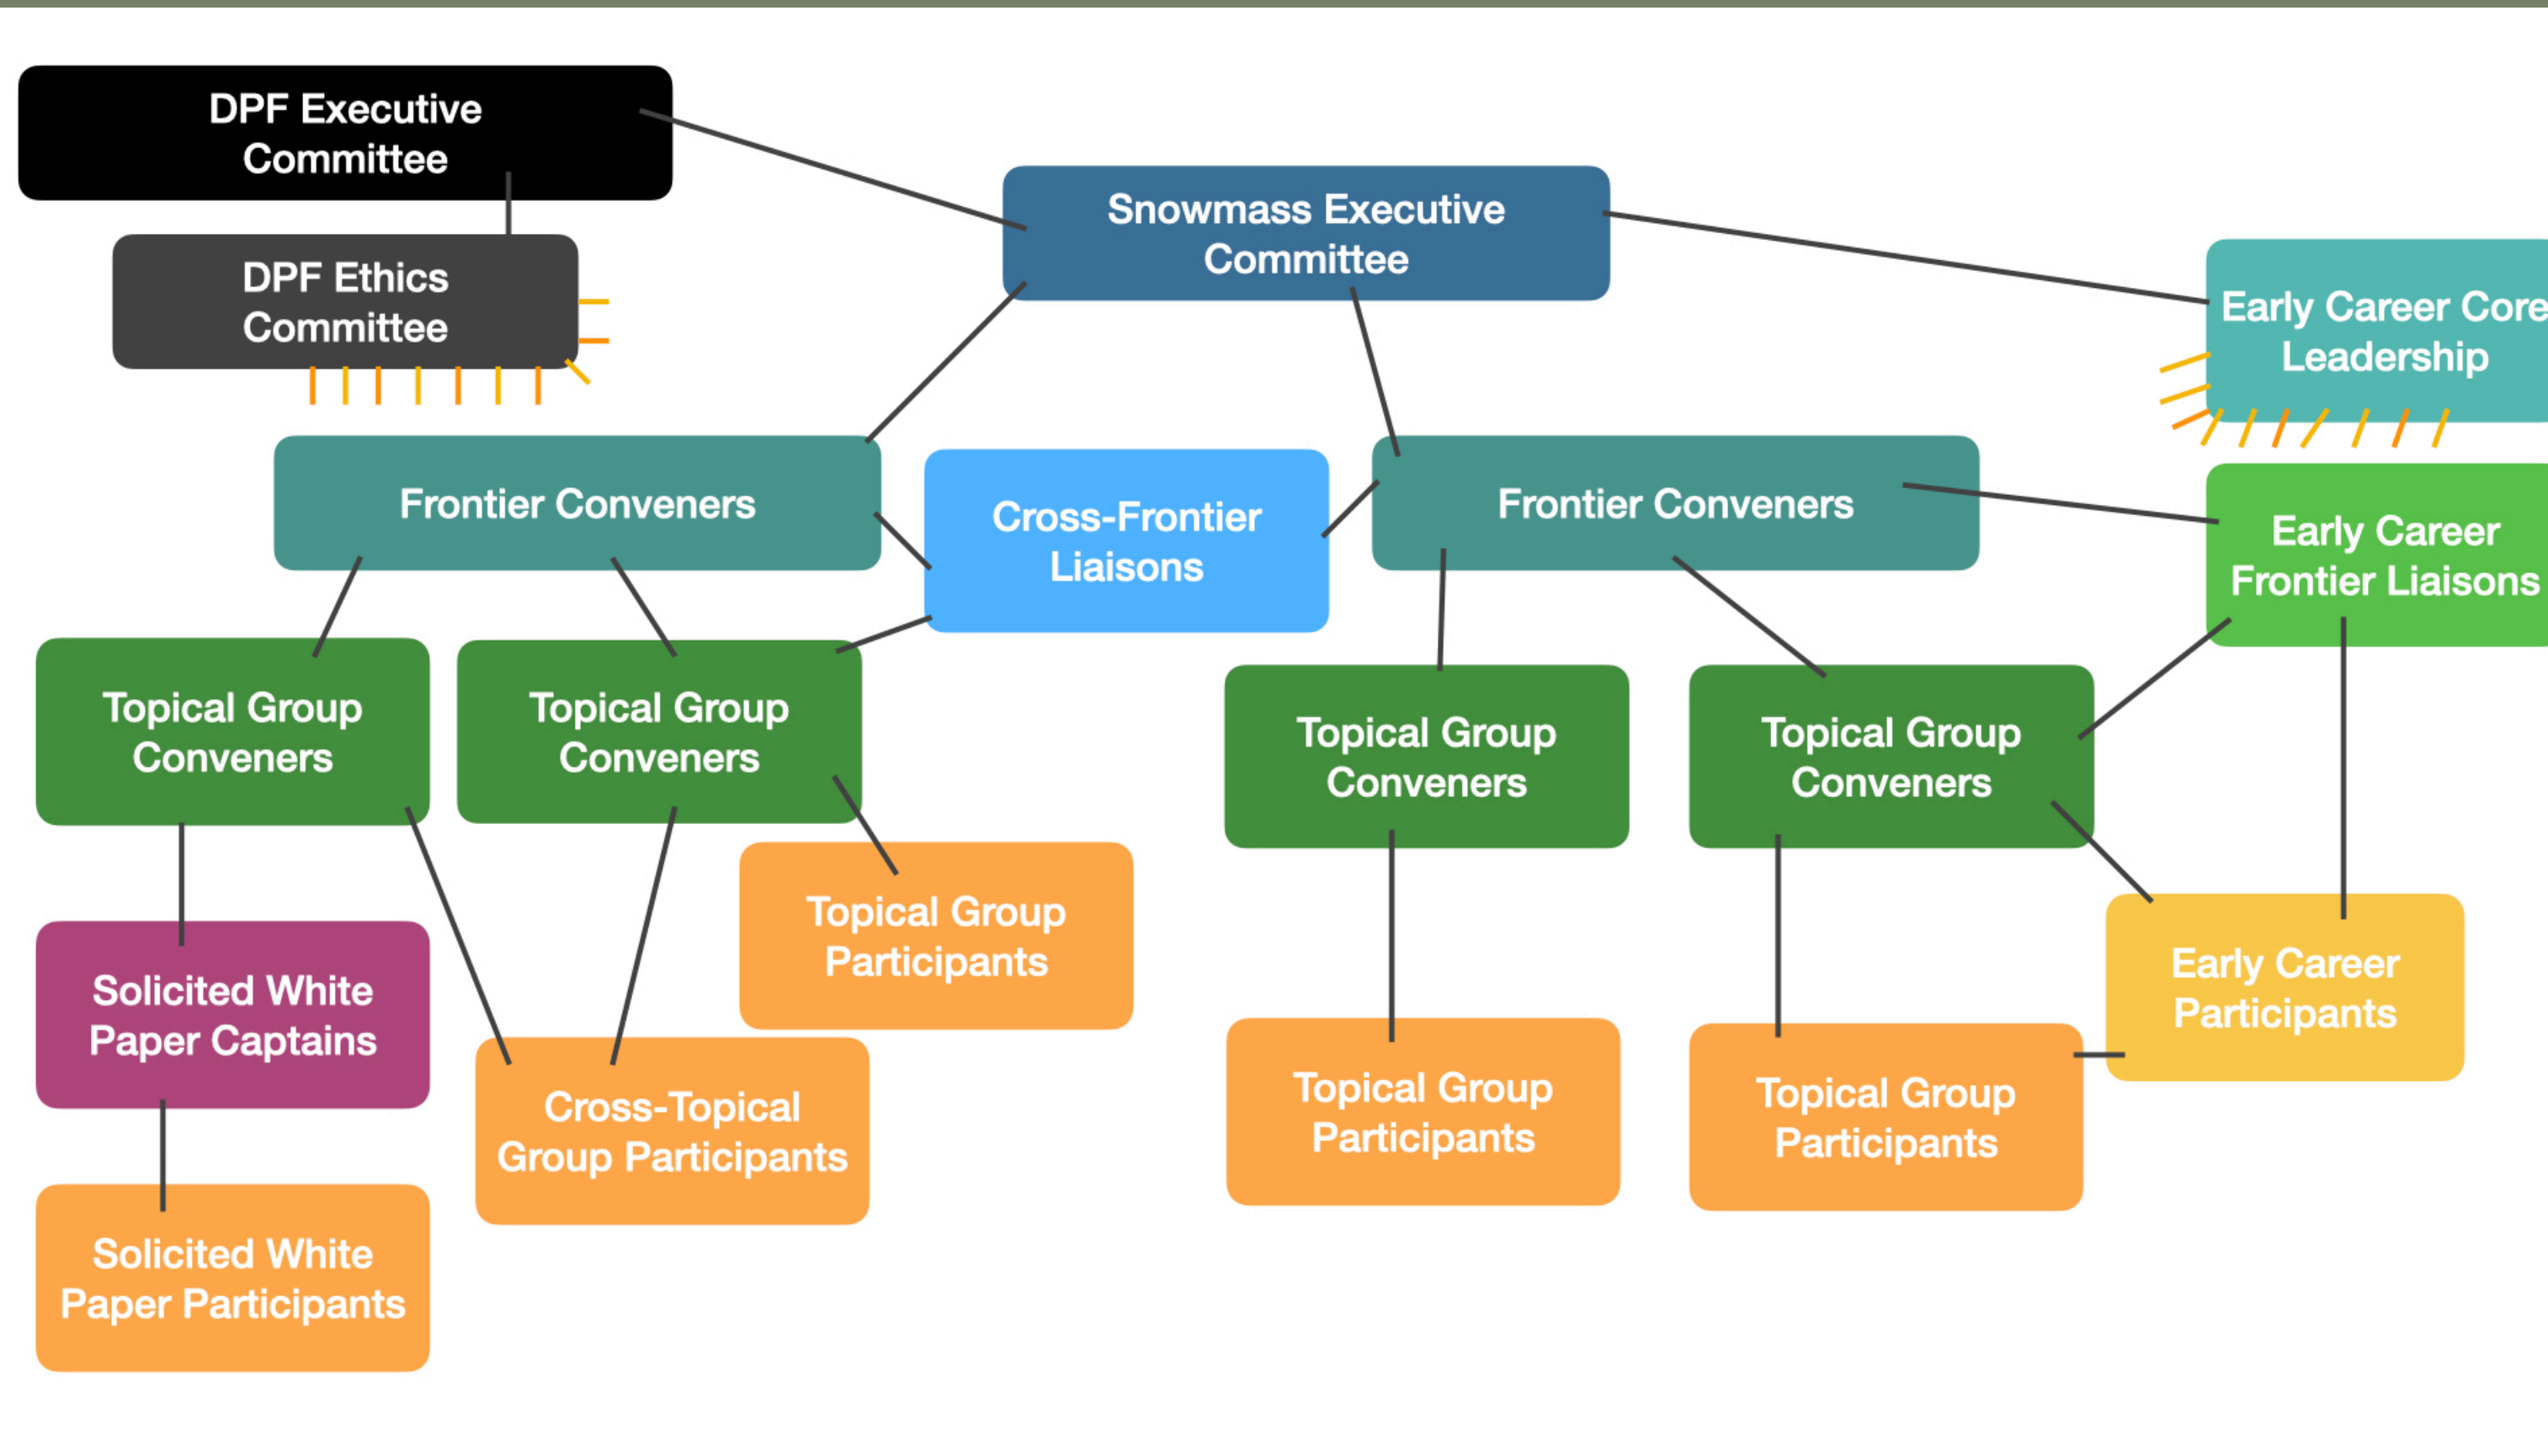 DPF Executive
Committee
Snowmass Executive
Committee
DPF Ethics
Committee
Early Career Core
Leadership
Frontier Conveners
Cross-Frontier
Liaisons
Frontier Conveners
Early Career
Frontier Liaisons
Topical Group
Conveners
Topical Group
Conveners
Topical Group
Conveners
Topical Group
Conveners
Topical Group
Participants
Early Career
Participants
Solicited White
Paper Captains
Cross-Topical
Group Participants
Topical Group
Participants
Topical Group
Participants
Solicited White
Paper Participants